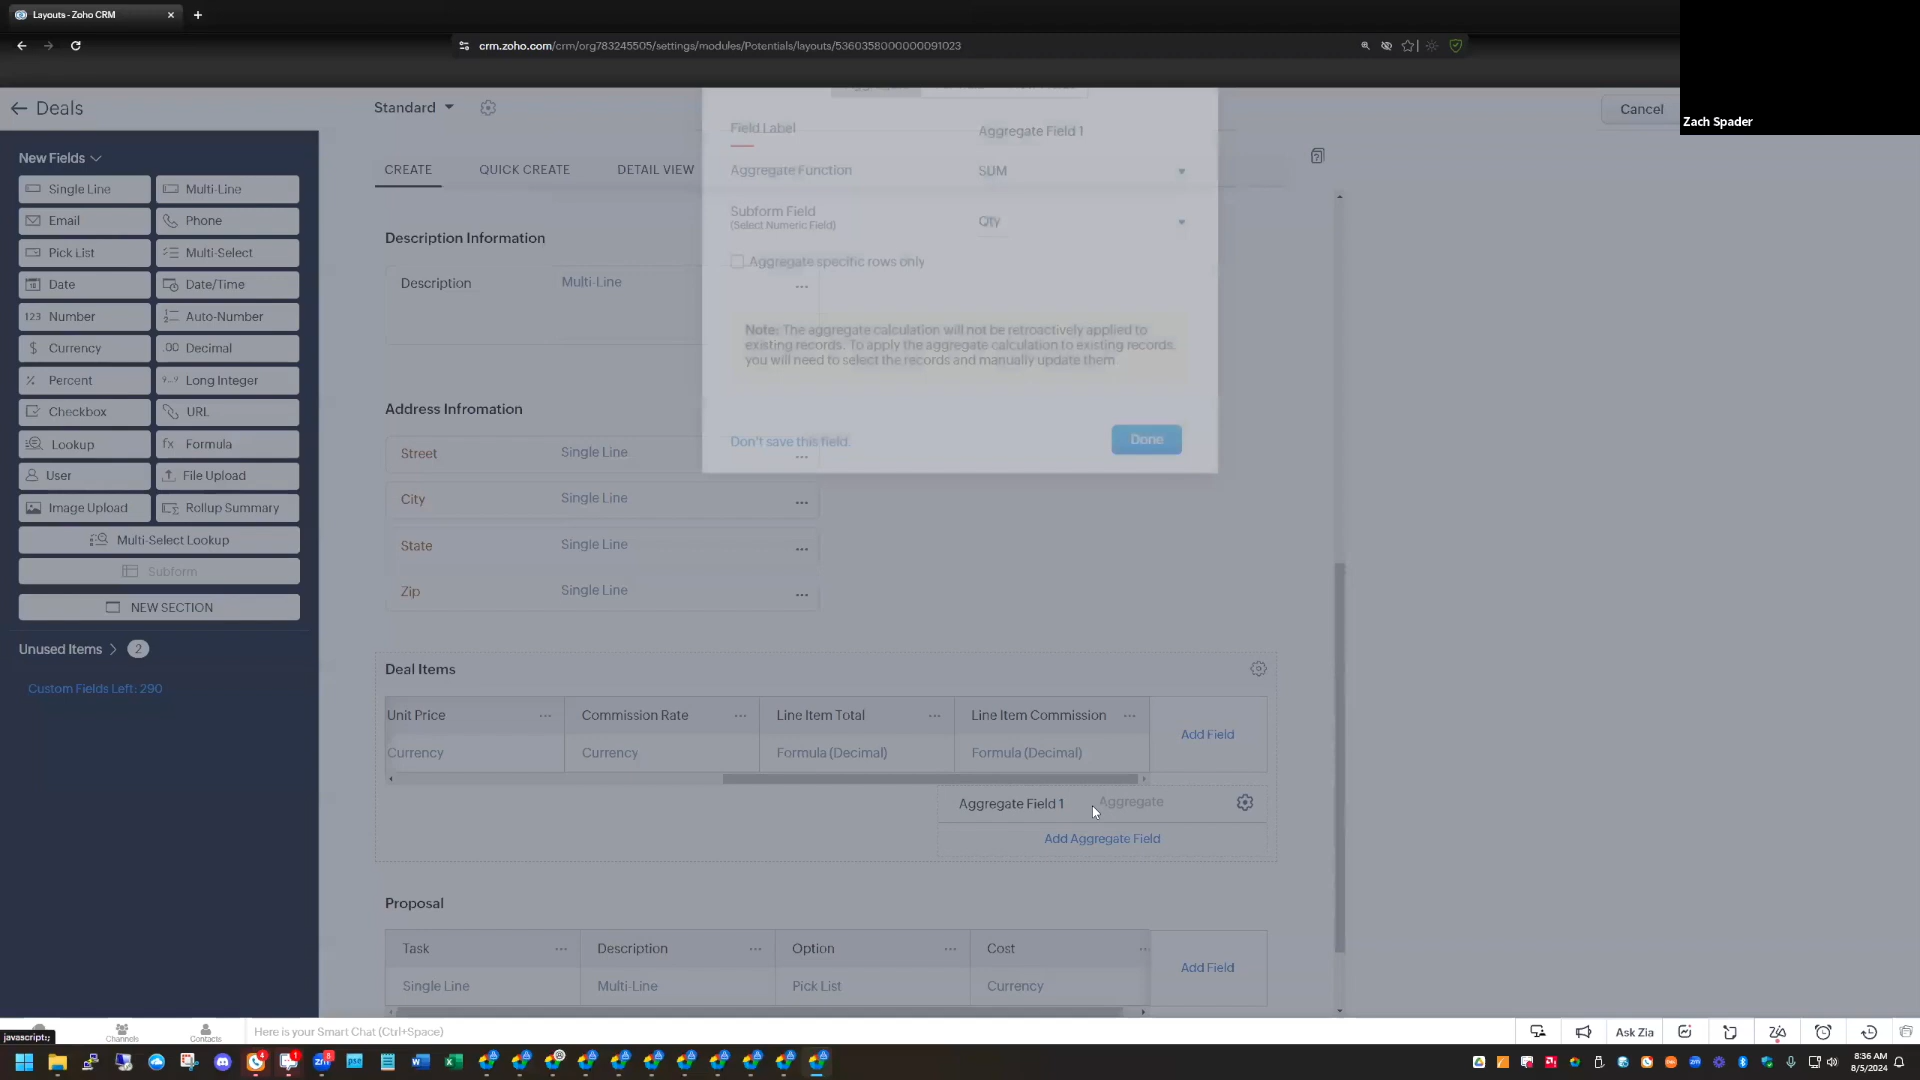 Layouts - Zoho CRM
crm.zoho.com/crm/org783245505/settings/modules/Potentials/layouts/5360358000000091023
Zach Spader
Deals
Standard
Cancel
New Fields
Single Line
Multi-Line
Email
Phone
Pick List
Multi-Select
Date
Date/Time
123 Number
Auto-Number
$ Currency
.00 Decimal
% Percent
Long Integer
Checkbox
URL
Lookup
fx Formula
User
File Upload
Image Upload
Rollup Summary
Multi-Select Lookup
Subform
NEW SECTION
Unused Items
2
Custom Fields Left: 290
CREATE
QUICK CREATE
DETAIL VIEW
Field Label
Aggregate Field 1
Aggregate Function
SUM
Subform Field
(Select Numeric Field)
Qty
Aggregate specific rows only
Note: The aggregate calculation will not be retroactively applied to
existing records. To apply the aggregate calculation to existing records,
you will need to select the records and manually update them
Don't save this field.
Done
Description Information
Description
Multi-Line
Address Infromation
Street
Single Line
City
Single Line
State
Single Line
Zip
Single Line
Deal Items
Unit Price
Commission Rate
Line Item Total
Line Item Commission
Add Field
Currency
Currency
Formula (Decimal)
Formula (Decimal)
Aggregate Field 1
Aggregate
Add Aggregate Field
Proposal
Task
Description
Option
Cost
Add Field
Single Line
Multi-Line
Pick List
Currency
javascript:;
Channels
Contacts
Here is your Smart Chat (Ctrl+Space)
Ask Zia
8:36 AM
8/5/2024